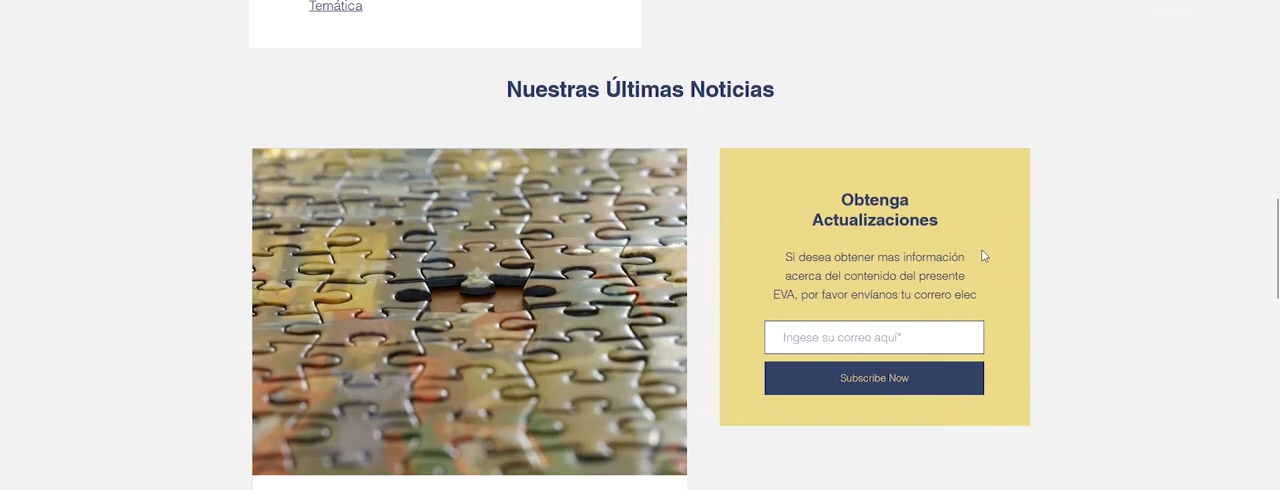 Temática
Nuestras Últimas Noticias
Obtenga
Actualizaciones
Si desea obtener mas información
acerca del contenido del presente
EVA, por favor envíanos tu correro elec
Ingese su correo aquí*
Subscribe Now